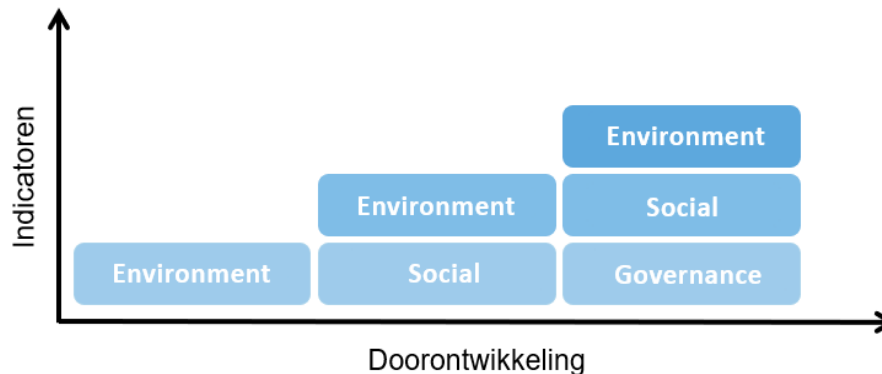 Indicatoren
Environment
Environment Social
Environment Social Governance
Doorontwikkeling